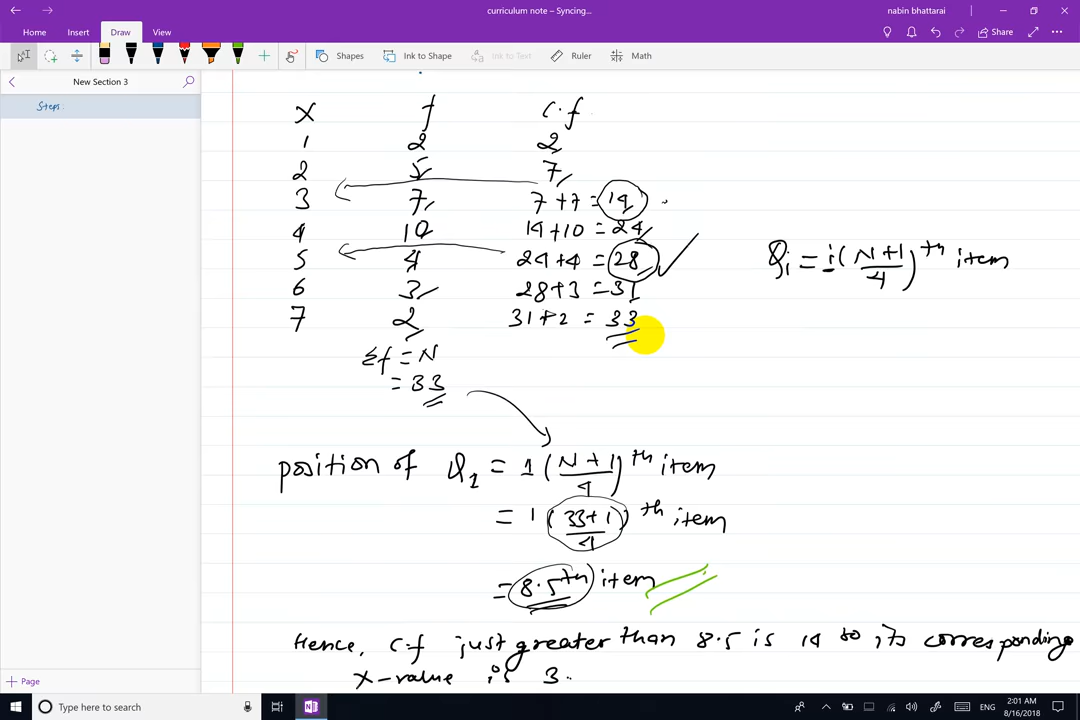 curriculum note – Syncing...
nabin bhattarai
Home Insert Draw View
Share
Shapes Ink to Shape Ink to Text Ruler Math
New Section 3
Steps
X f c.f
1 2 2
2 5 7
3 7 7+7 = 14
4 10 14+10 = 24
5 4 24+4 = 28
6 3 28+3 = 31
7 2 31+2 = 33
Qi = i(N+1/4)th item
Σf = N
= 33
position of Q1 = 1(N+1/4)th item
= 1(33+1/4)th item
= 8.5th item
Hence, c.f just greater than 8.5 is 14 so its corresponding
X-value is 3.
+ Page
Type here to search
ENG
2:01 AM
8/16/2018